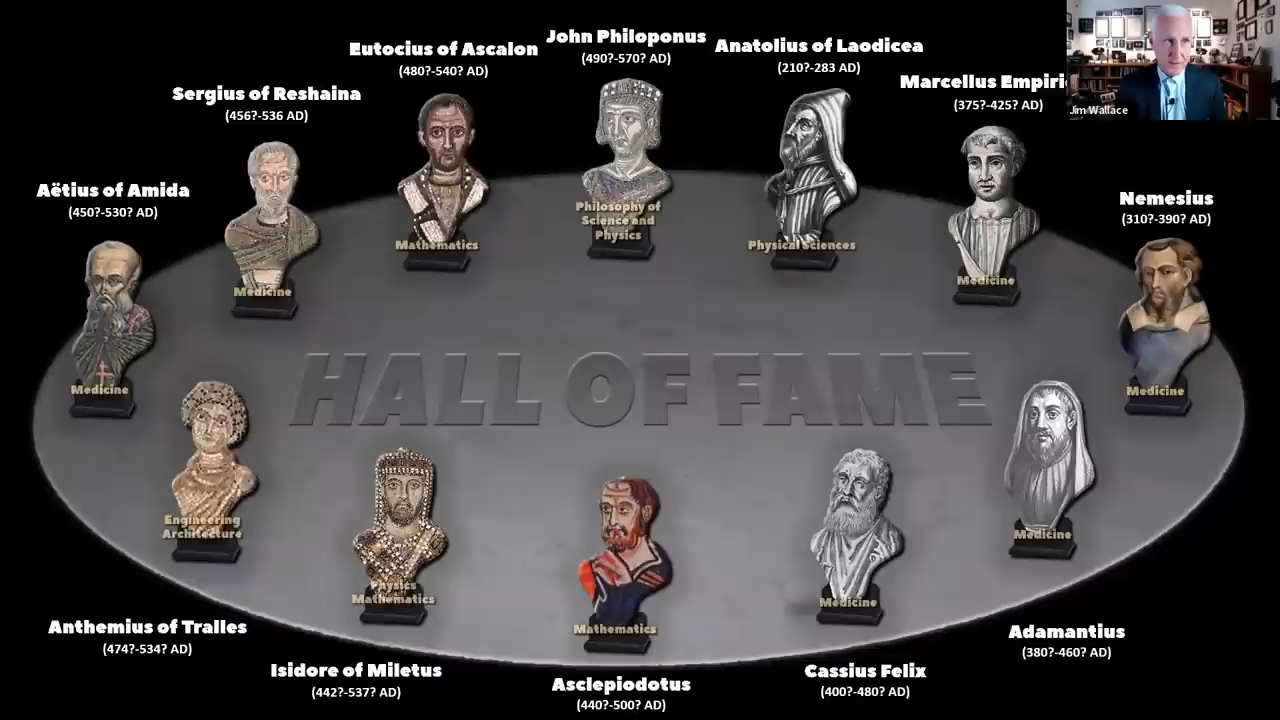 John Philoponus
(490?-570? AD)
Eutocius of Ascalon
(480?-540? AD)
Anatolius of Laodicea
(210?-283 AD)
Sergius of Reshaina
(456?-536 AD)
Marcellus Empiri
(375?-425? AD)
Jim Wallace
Aëtius of Amida
(450?-530? AD)
Nemesius
(310?-390? AD)
Philosophy of
Science and
Physics
Mathematics
Physical Sciences
Medicine
Medicine
Medicine
Medicine
HALL OF FAME
Engineering
Architecture
Medicine
Physics
Mathematics
Medicine
Mathematics
Anthemius of Tralles
(474?-534? AD)
Adamantius
(380?-460? AD)
Isidore of Miletus
(442?-537? AD)
Cassius Felix
(400?-480? AD)
Asclepiodotus
(440?-500? AD)